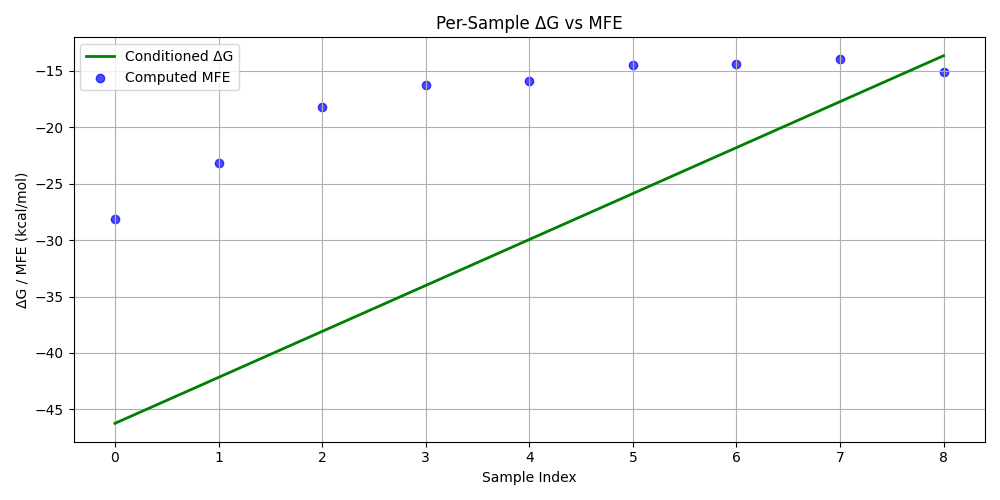 Per-Sample ΔG vs MFE
Conditioned ΔG
Computed MFE
ΔG / MFE (kcal/mol)
−15
−20
−25
−30
−35
−40
−45
0 1 2 3 4 5 6 7 8
Sample Index